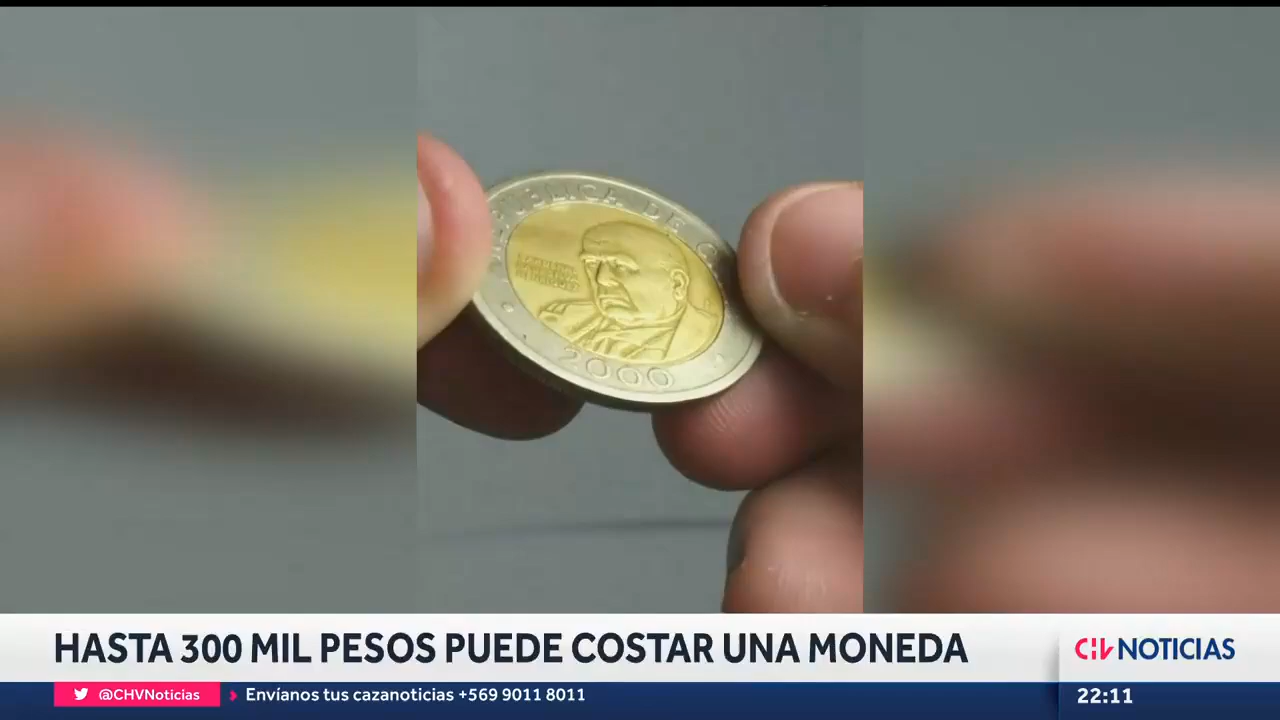 REPÚBLICA DE C
2000
HASTA 300 MIL PESOS PUEDE COSTAR UNA MONEDA
CHV NOTICIAS
@CHVNoticias
Envíanos tus cazanoticias +569 9011 8011
22:11